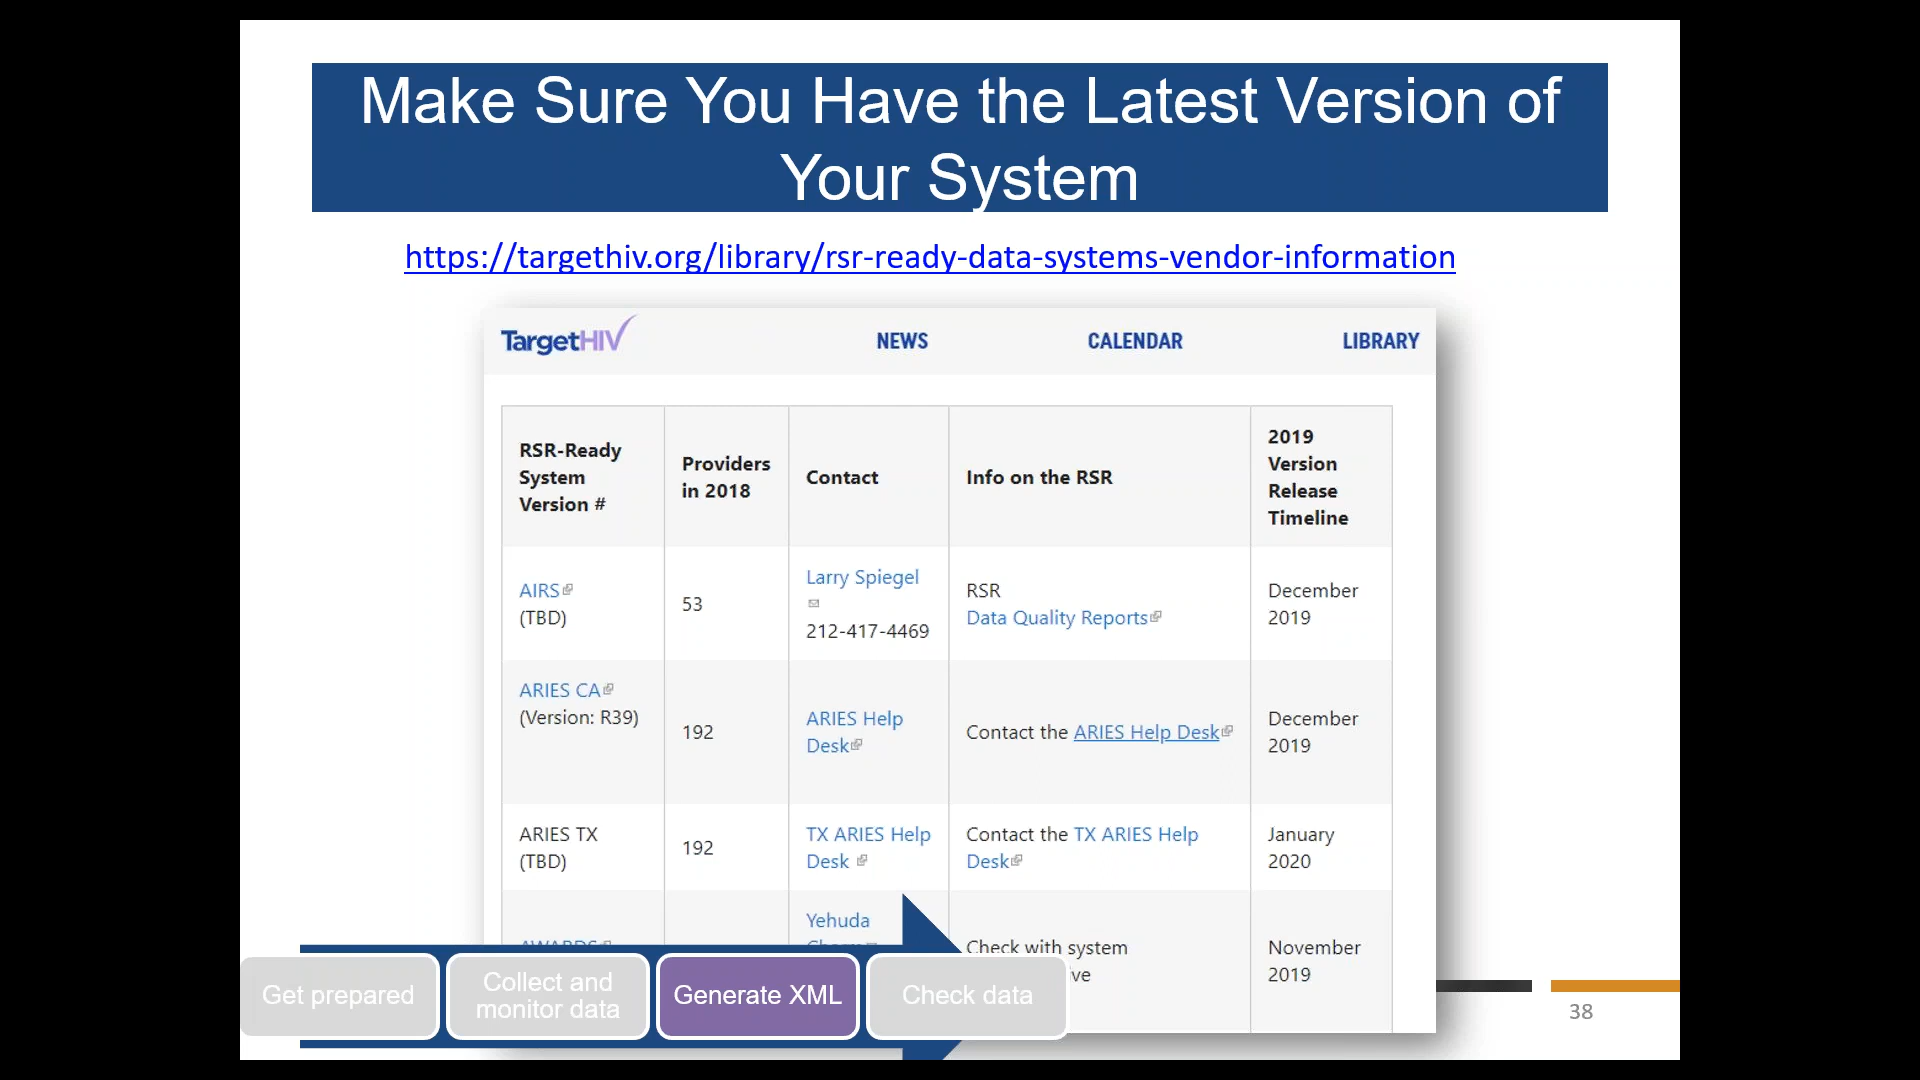 Make Sure You Have the Latest Version of
Your System
https://targethiv.org/library/rsr-ready-data-systems-vendor-information
TargetHIV
NEWS
CALENDAR
LIBRARY
RSR-Ready
System
Version #
Providers
in 2018
Contact
Info on the RSR
2019
Version
Release
Timeline
AIRS
(TBD)
53
Larry Spiegel
212-417-4469
RSR
Data Quality Reports
December
2019
ARIES CA
(Version: R39)
192
ARIES Help
Desk
Contact the ARIES Help Desk
December
2019
ARIES TX
(TBD)
192
TX ARIES Help
Desk
Contact the TX ARIES Help
Desk
January
2020
AWARDS
Yehuda
Check with system
November
2019
Get prepared
Collect and
monitor data
Generate XML
Check data
38